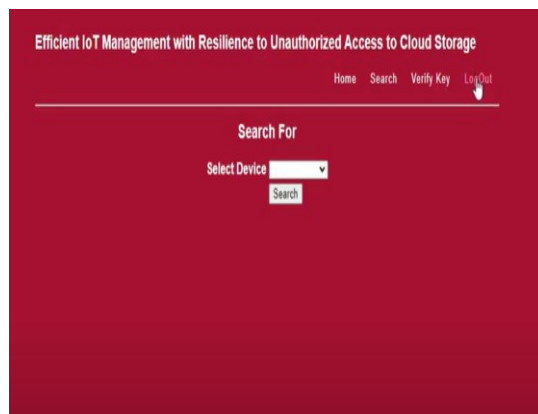 Efficient IoT Management with Resilience to Unauthorized Access to Cloud Storage
Home Search Verify Key LogOut
Search For
Select Device
Search